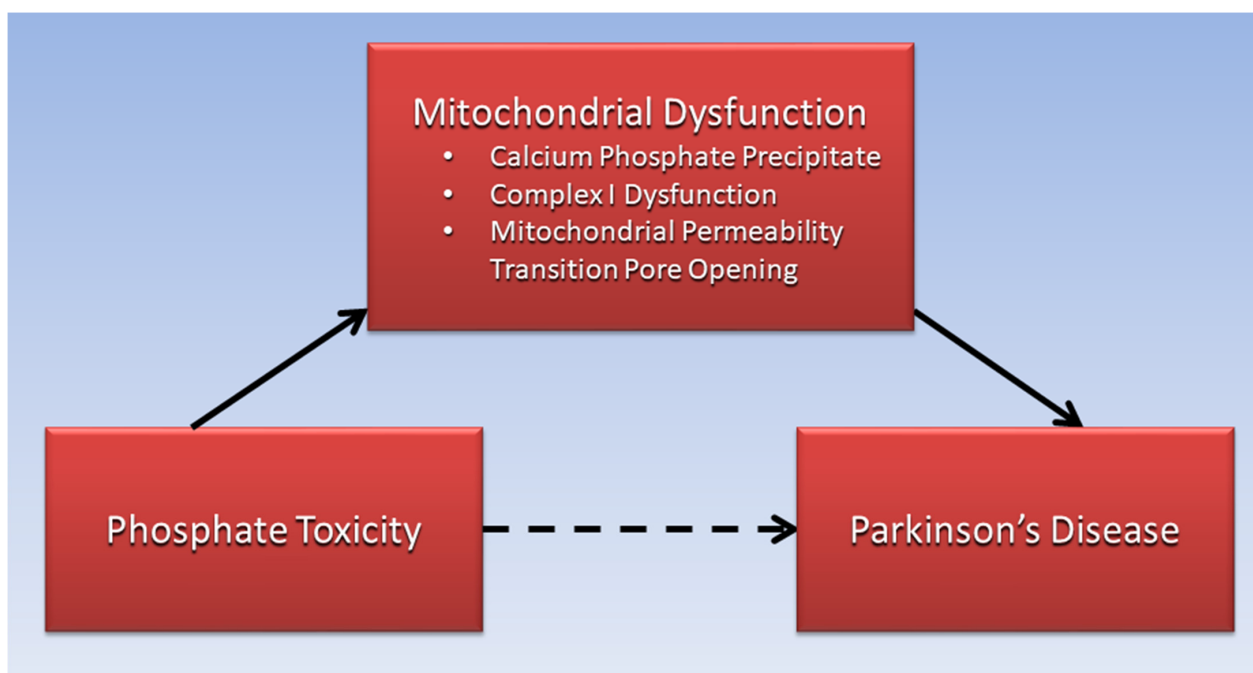 Mitochondrial Dysfunction
• Calcium Phosphate Precipitate
• Complex I Dysfunction
• Mitochondrial Permeability
Transition Pore Opening
Phosphate Toxicity
Parkinson’s Disease